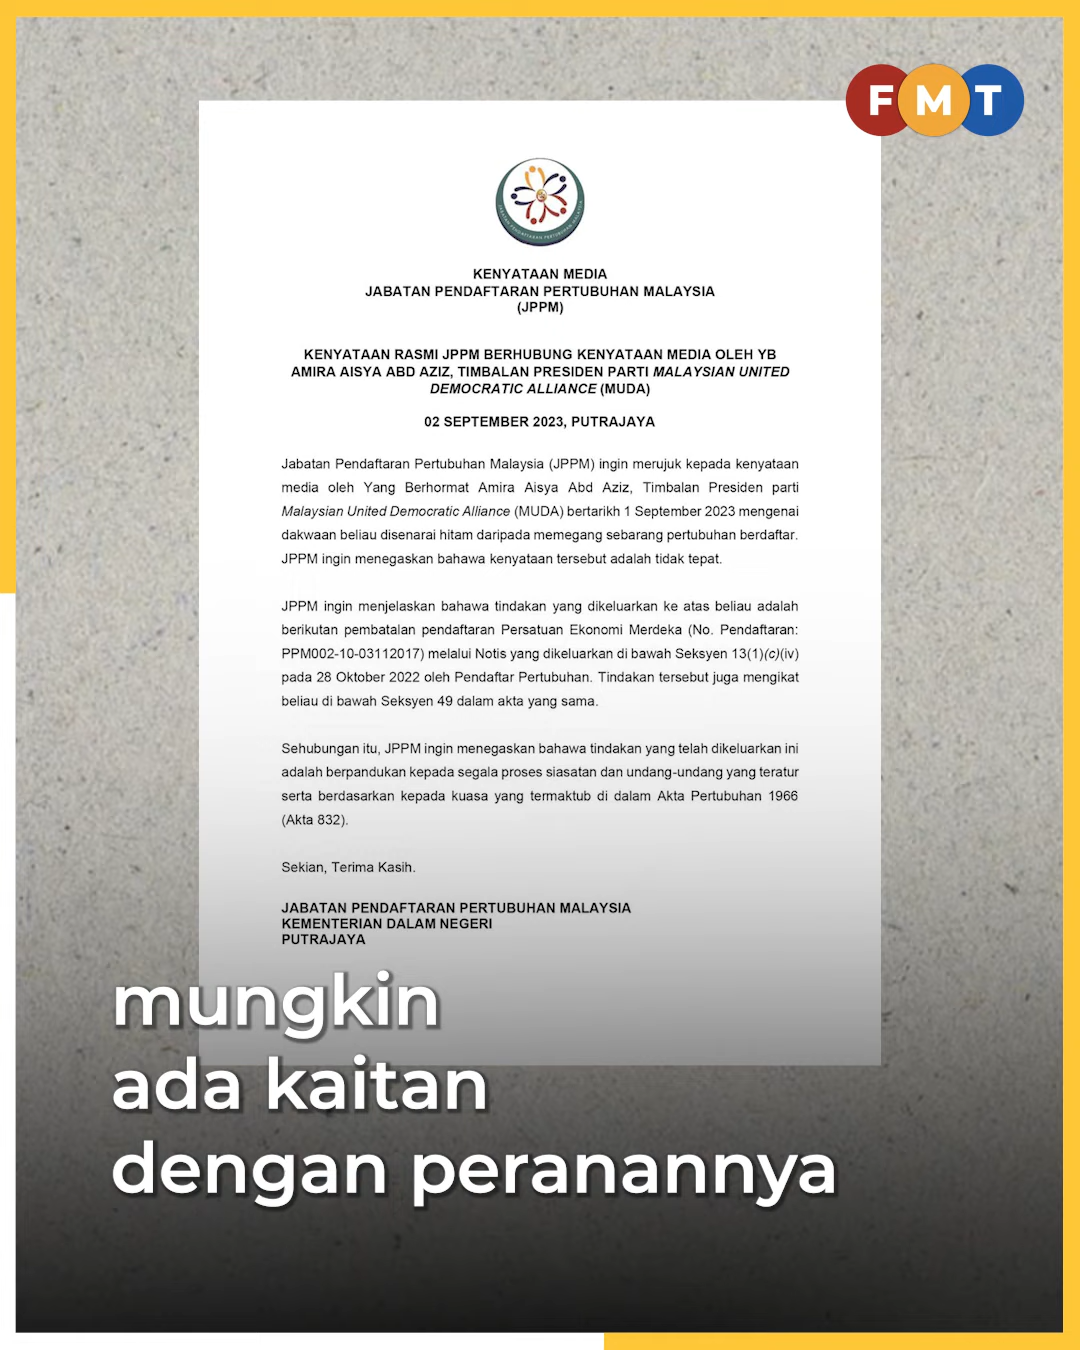 FMT
JABATAN PENDAFTARAN PERTUBUHAN MALAYSIA
KENYATAAN MEDIA
JABATAN PENDAFTARAN PERTUBUHAN MALAYSIA
(JPPM)
KENYATAAN RASMI JPPM BERHUBUNG KENYATAAN MEDIA OLEH YB
AMIRA AISYA ABD AZIZ, TIMBALAN PRESIDEN PARTI MALAYSIAN UNITED
DEMOCRATIC ALLIANCE (MUDA)
02 SEPTEMBER 2023, PUTRAJAYA
Jabatan Pendaftaran Pertubuhan Malaysia (JPPM) ingin merujuk kepada kenyataan
media oleh Yang Berhormat Amira Aisya Abd Aziz, Timbalan Presiden parti
Malaysian United Democratic Alliance (MUDA) bertarikh 1 September 2023 mengenai
dakwaan beliau disenarai hitam daripada memegang sebarang pertubuhan berdaftar.
JPPM ingin menegaskan bahawa kenyataan tersebut adalah tidak tepat.
JPPM ingin menjelaskan bahawa tindakan yang dikeluarkan ke atas beliau adalah
berikutan pembatalan pendaftaran Persatuan Ekonomi Merdeka (No. Pendaftaran:
PPM002-10-03112017) melalui Notis yang dikeluarkan di bawah Seksyen 13(1)(c)(iv)
pada 28 Oktober 2022 oleh Pendaftar Pertubuhan. Tindakan tersebut juga mengikat
beliau di bawah Seksyen 49 dalam akta yang sama.
Sehubungan itu, JPPM ingin menegaskan bahawa tindakan yang telah dikeluarkan ini
adalah berpandukan kepada segala proses siasatan dan undang-undang yang teratur
serta berdasarkan kepada kuasa yang termaktub di dalam Akta Pertubuhan 1966
(Akta 832).
Sekian, Terima Kasih.
JABATAN PENDAFTARAN PERTUBUHAN MALAYSIA
KEMENTERIAN DALAM NEGERI
PUTRAJAYA
mungkin
ada kaitan
dengan peranannya